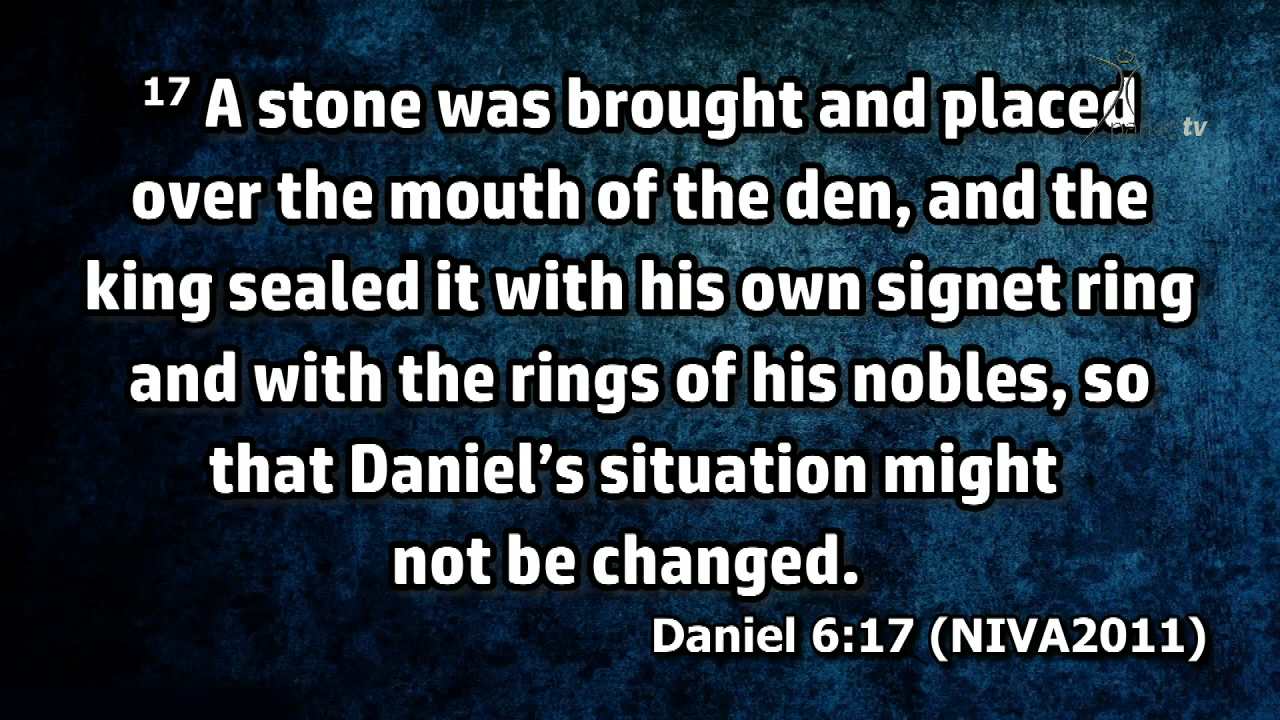 ¹⁷ A stone was brought and placed
over the mouth of the den, and the
king sealed it with his own signet ring
and with the rings of his nobles, so
that Daniel’s situation might
not be changed.
Daniel 6:17 (NIVA2011)
tv